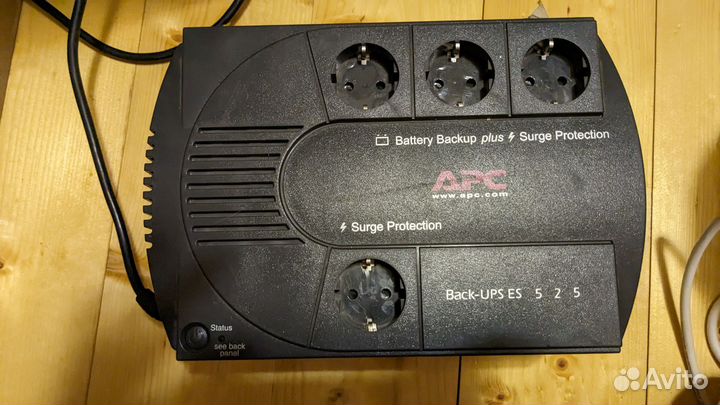 Battery Backup plus Surge Protection
APC
www.apc.com
Surge Protection
Back-UPS ES 5 2 5
Status
see back
panel
Avito